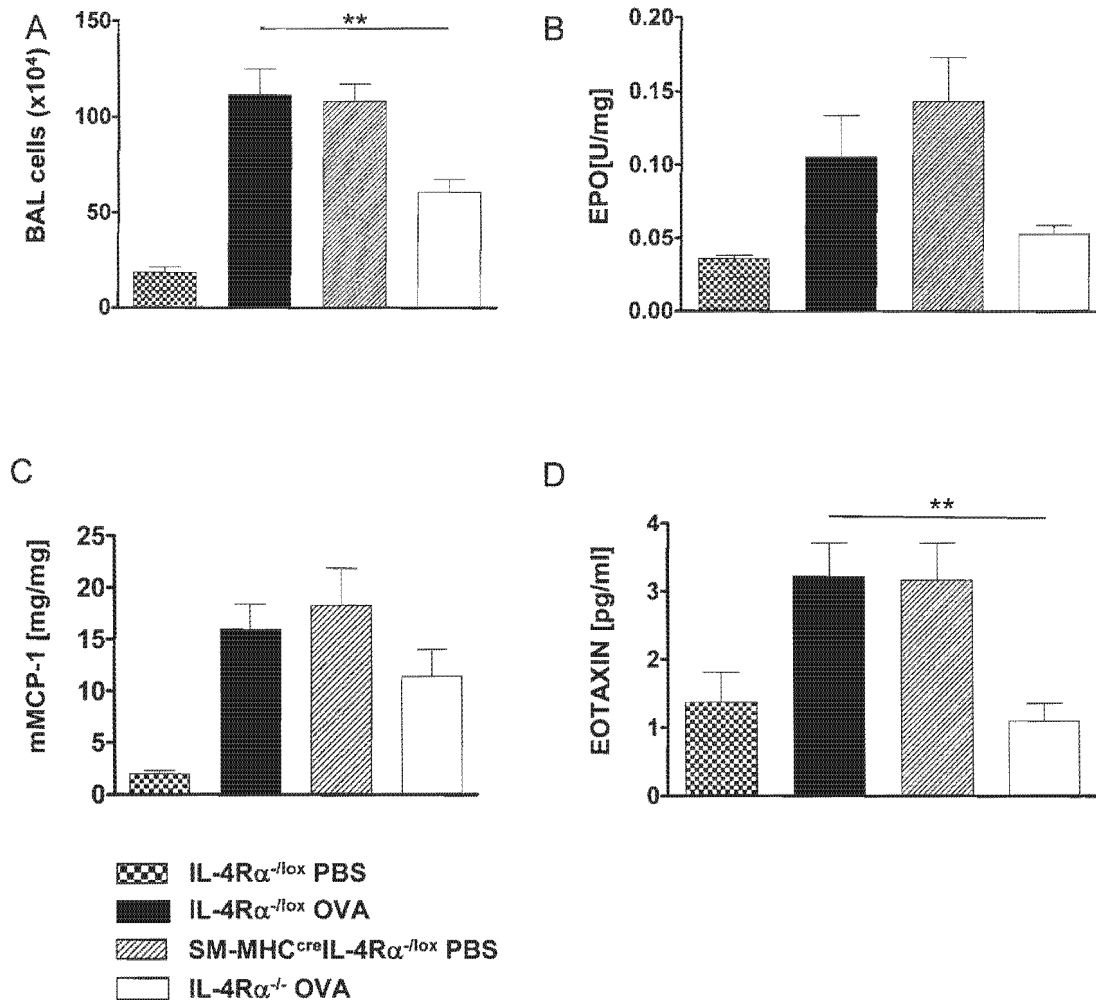 A
BAL cells (x10⁴)
150
100
50
0
**
B
EPO[U/mg]
0.20
0.15
0.10
0.05
0.00
C
mMCP-1 [mg/mg]
25
20
15
10
5
0
D
EOTAXIN [pg/ml]
4
3
2
1
0
**
IL-4Rα⁻/ˡᵒˣ PBS
IL-4Rα⁻/ˡᵒˣ OVA
SM-MHCᶜʳᵉIL-4Rα⁻/ˡᵒˣ PBS
IL-4Rα⁻/⁻ OVA